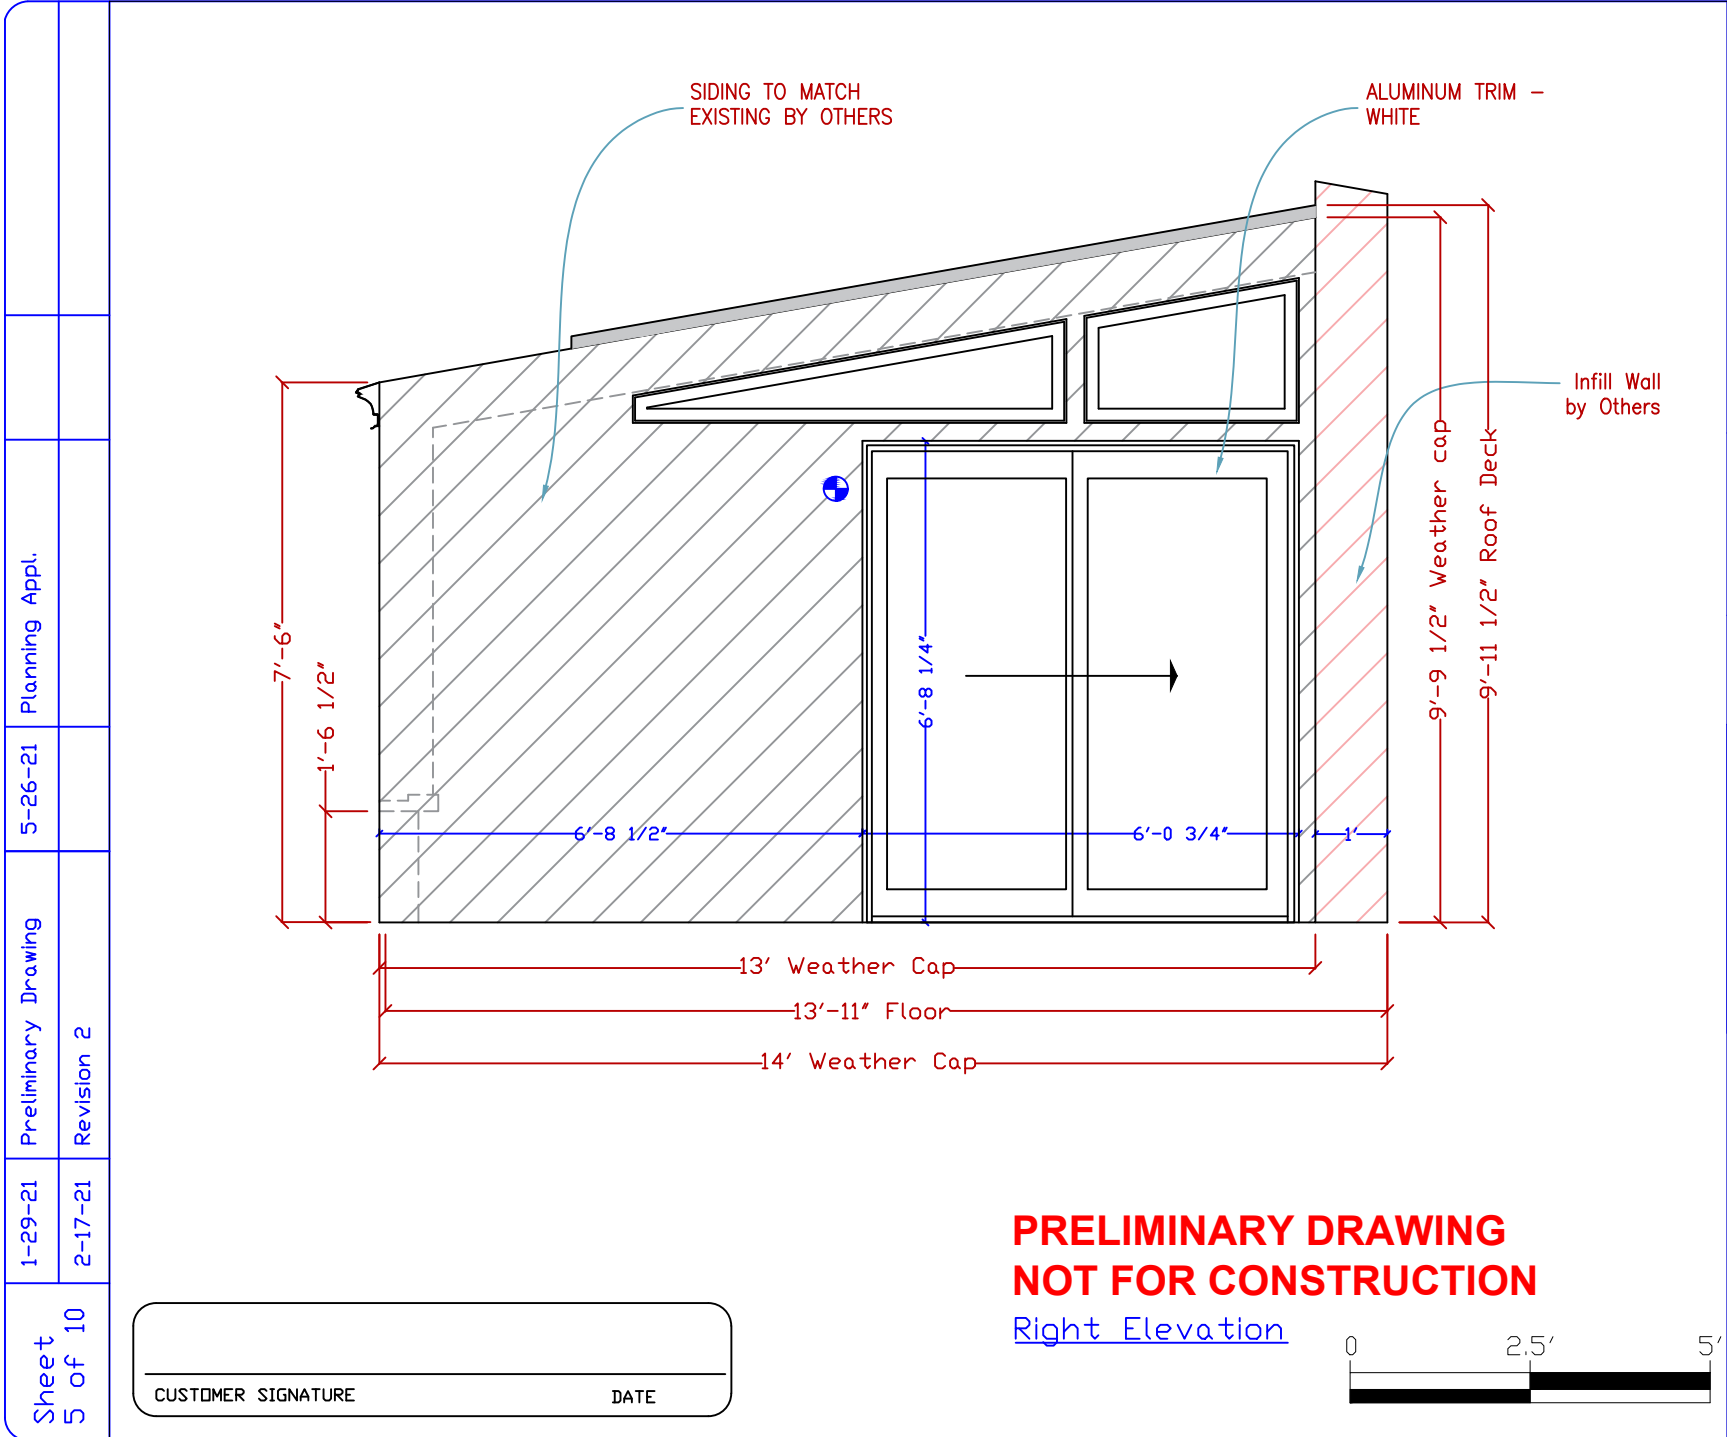 SIDING TO MATCH
EXISTING BY OTHERS
ALUMINUM TRIM –
WHITE
Infill Wall
by Others
7'-6"
1'-6 1/2"
6'-8 1/4"
9'-9 1/2" Weather cap
9'-11 1/2" Roof Deck
6'-8 1/2"
6'-0 3/4"
1'
13' Weather Cap
13'-11" Floor
14' Weather Cap
PRELIMINARY DRAWING
NOT FOR CONSTRUCTION
Right Elevation
0 2.5' 5'
CUSTOMER SIGNATURE DATE
Sheet
5 of 10
1-29-21 Preliminary Drawing
5-26-21 Planning Appl.
2-17-21 Revision 2